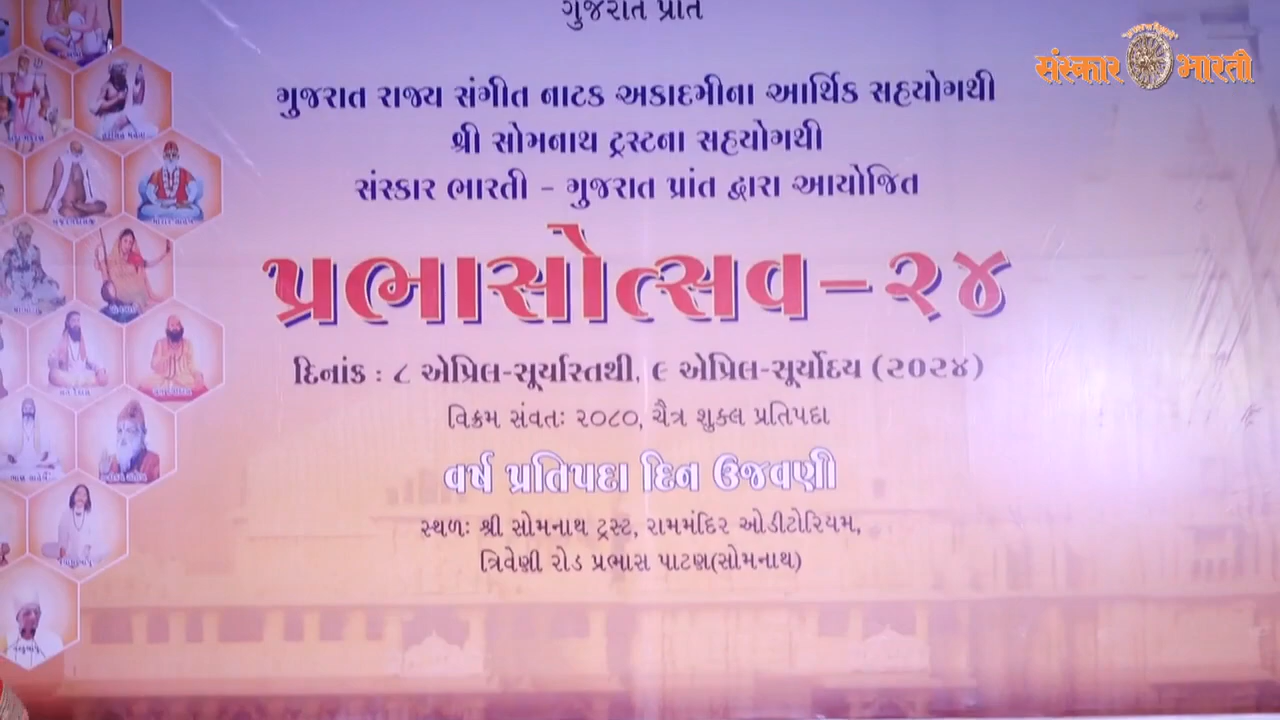 ગુજરાત પ્રાંત
संस्कार भारती
ગુજરાત રાજ્ય સંગીત નાટક અકાદમીના આર્થિક સહયોગથી
શ્રી સોમનાથ ટ્રસ્ટના સહયોગથી
સંસ્કાર ભારતી - ગુજરાત પ્રાંત દ્વારા આયોજિત
પ્રભાસોત્સવ - ૨૪
દિનાંક : ૮ એપ્રિલ-સૂર્યાસ્તથી, ૯ એપ્રિલ-સૂર્યોદય (૨૦૨૪)
વિક્રમ સંવતઃ ૨૦૮૦, ચૈત્ર શુક્લ પ્રતિપદા
વર્ષ પ્રતિપદા દિન ઉજવણી
સ્થળઃ શ્રી સોમનાથ ટ્રસ્ટ, રામમંદિર ઓડીટોરિયમ,
ત્રિવેણી રોડ પ્રભાસ પાટણ(સોમનાથ)